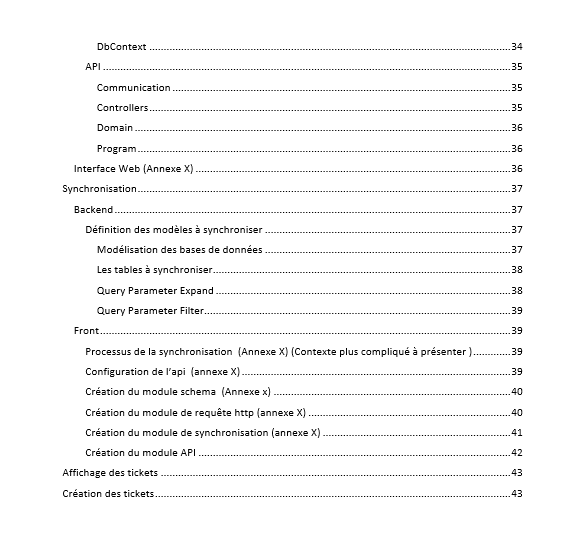 DbContext ........ 34
API ........ 35
Communication ........ 35
Controllers ........ 35
Domain ........ 36
Program ........ 36
Interface Web (Annexe X) ........ 36
Synchronisation ........ 37
Backend ........ 37
Définition des modèles à synchroniser ........ 37
Modélisation des bases de données ........ 37
Les tables à synchroniser ........ 38
Query Parameter Expand ........ 38
Query Parameter Filter ........ 39
Front ........ 39
Processus de la synchronisation  (Annexe X) (Contexte plus compliqué à présenter ) ........ 39
Configuration de l'api  (annexe X) ........ 39
Création du module schema  (Annexe x) ........ 40
Création du module de requête http (annexe X) ........ 40
Création du module de synchronisation (annexe X) ........ 41
Création du module API ........ 42
Affichage des tickets ........ 43
Création des tickets ........ 43